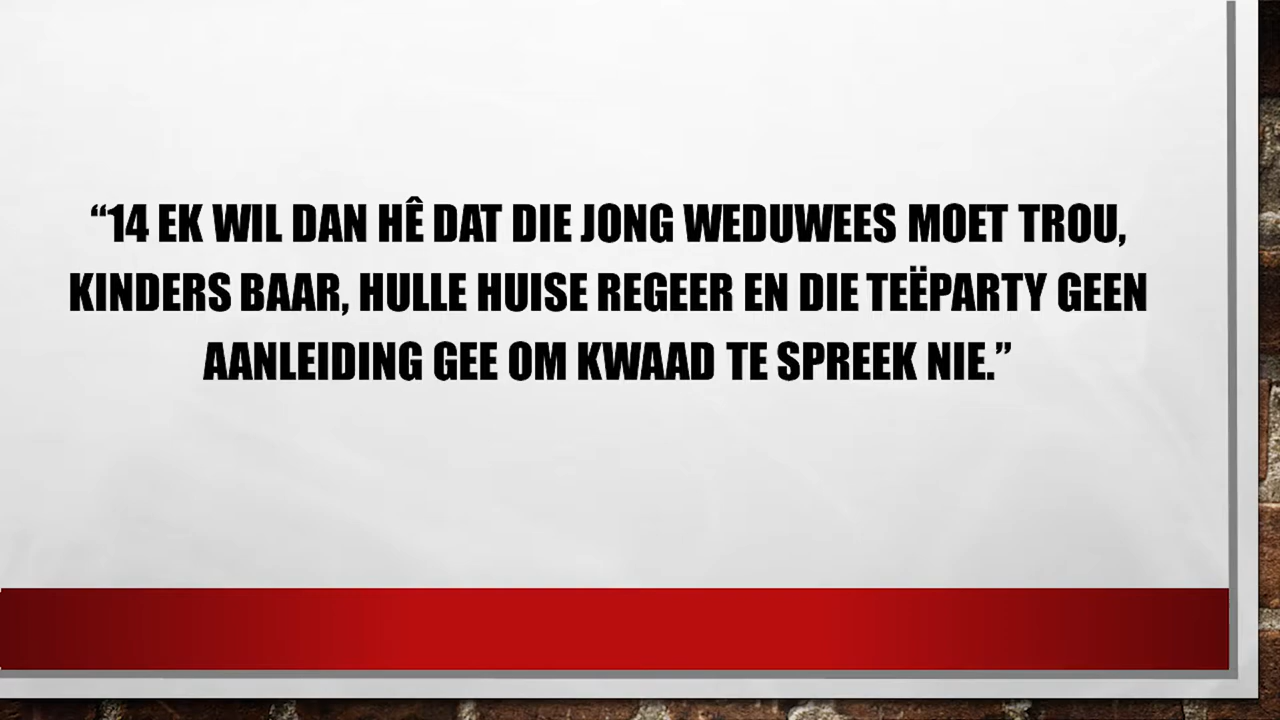 “14 EK WIL DAN HÊ DAT DIE JONG WEDUWEES MOET TROU,
KINDERS BAAR, HULLE HUISE REGEER EN DIE TEËPARTY GEEN
AANLEIDING GEE OM KWAAD TE SPREEK NIE.”